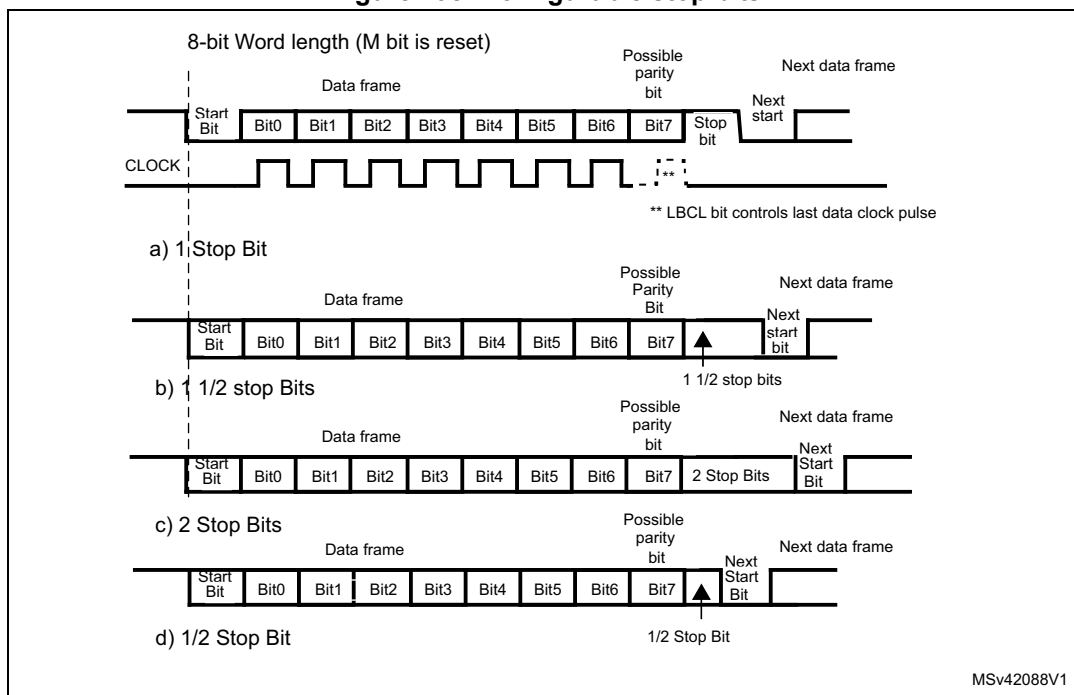 8-bit Word length (M bit is reset)
Possible
parity
bit
Next data frame
Data frame
Start
Bit
Bit0
Bit1
Bit2
Bit3
Bit4
Bit5
Bit6
Bit7
Stop
bit
Next
start
CLOCK
**
** LBCL bit controls last data clock pulse
a) 1 Stop Bit
Possible
Parity
Bit
Next data frame
Data frame
Start
Bit
Bit0
Bit1
Bit2
Bit3
Bit4
Bit5
Bit6
Bit7
Next
start
bit
1 1/2 stop bits
b) 1 1/2 stop Bits
Possible
parity
bit
Next data frame
Data frame
Start
Bit
Bit0
Bit1
Bit2
Bit3
Bit4
Bit5
Bit6
Bit7
2 Stop Bits
Next
Start
Bit
c) 2 Stop Bits
Possible
parity
bit
Next data frame
Data frame
Start
Bit
Bit0
Bit1
Bit2
Bit3
Bit4
Bit5
Bit6
Bit7
Next
Start
Bit
1/2 Stop Bit
d) 1/2 Stop Bit
MSv42088V1